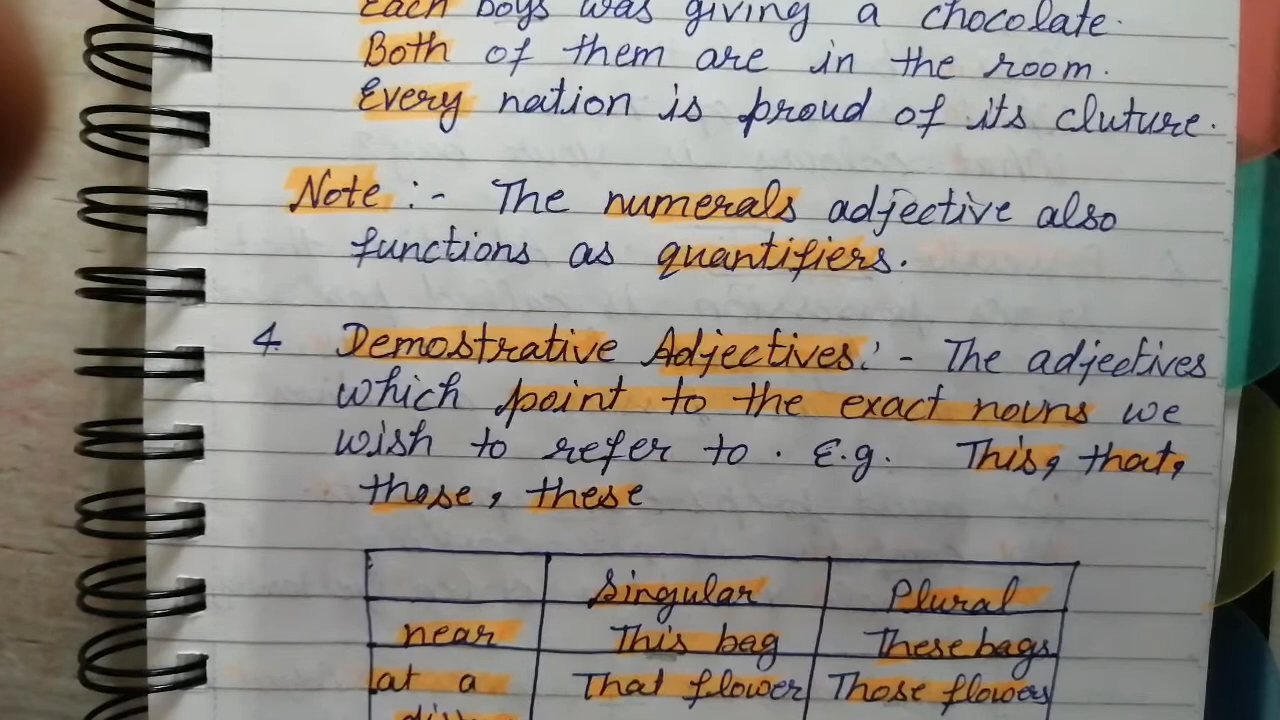 Each boys was giving a chocolate.
Both of them are in the room.
Every nation is proud of its cluture.
Note :- The numerals adjective also
functions as quantifiers.
4. Demostrative Adjectives:- The adjectives
which point to the exact nouns we
wish to refer to. E.g. This, that,
those, these
Singular Plural
near This bag These bags
at a That flower Those flowers